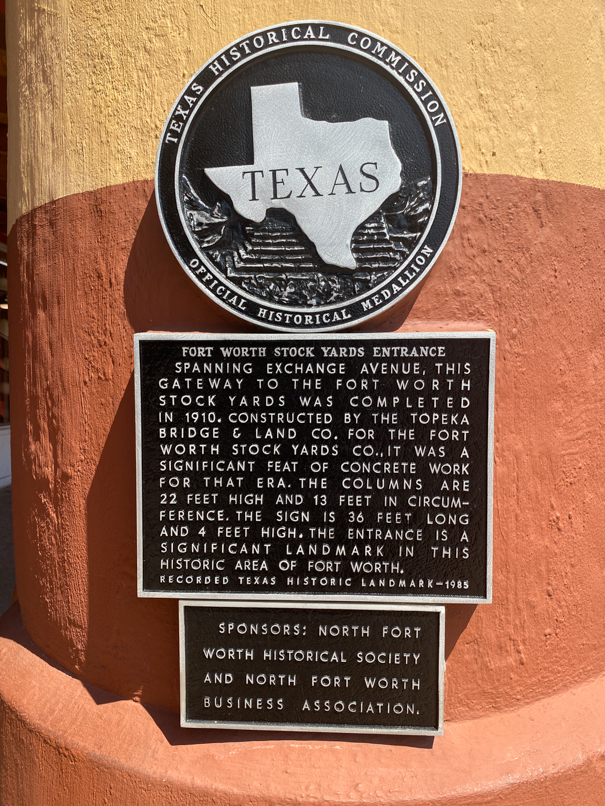 TEXAS HISTORICAL COMMISSION
TEXAS
OFFICIAL HISTORICAL MEDALLION
FORT WORTH STOCK YARDS ENTRANCE
SPANNING EXCHANGE AVENUE, THIS
GATEWAY TO THE FORT WORTH
STOCK YARDS WAS COMPLETED
IN 1910. CONSTRUCTED BY THE TOPEKA
BRIDGE & LAND CO. FOR THE FORT
WORTH STOCK YARDS CO., IT WAS A
SIGNIFICANT FEAT OF CONCRETE WORK
FOR THAT ERA. THE COLUMNS ARE
22 FEET HIGH AND 13 FEET IN CIRCUM-
FERENCE. THE SIGN IS 36 FEET LONG
AND 4 FEET HIGH. THE ENTRANCE IS A
SIGNIFICANT LANDMARK IN THIS
HISTORIC AREA OF FORT WORTH.
RECORDED TEXAS HISTORIC LANDMARK–1985
SPONSORS: NORTH FORT
WORTH HISTORICAL SOCIETY
AND NORTH FORT WORTH
BUSINESS ASSOCIATION.